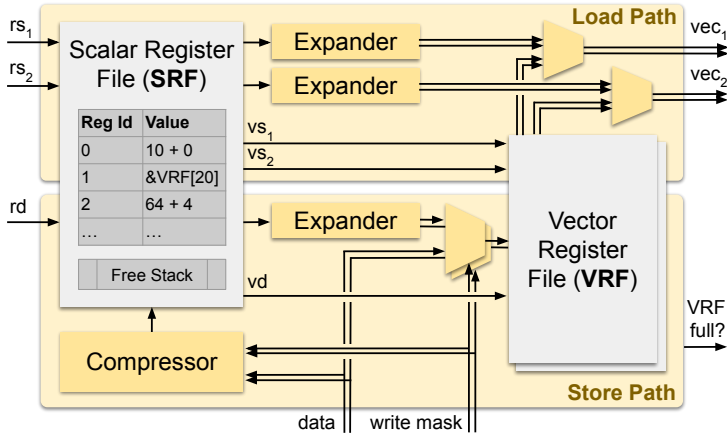 Load Path
rs1
rs2
Scalar Register
File (SRF)
Expander
Expander
vec1
vec2
Reg Id Value
0 10 + 0
1 &VRF[20]
2 64 + 4
... ...
Free Stack
vs1
vs2
rd
Expander
vd
Vector
Register
File (VRF)
VRF
full?
Compressor
Store Path
data
write mask